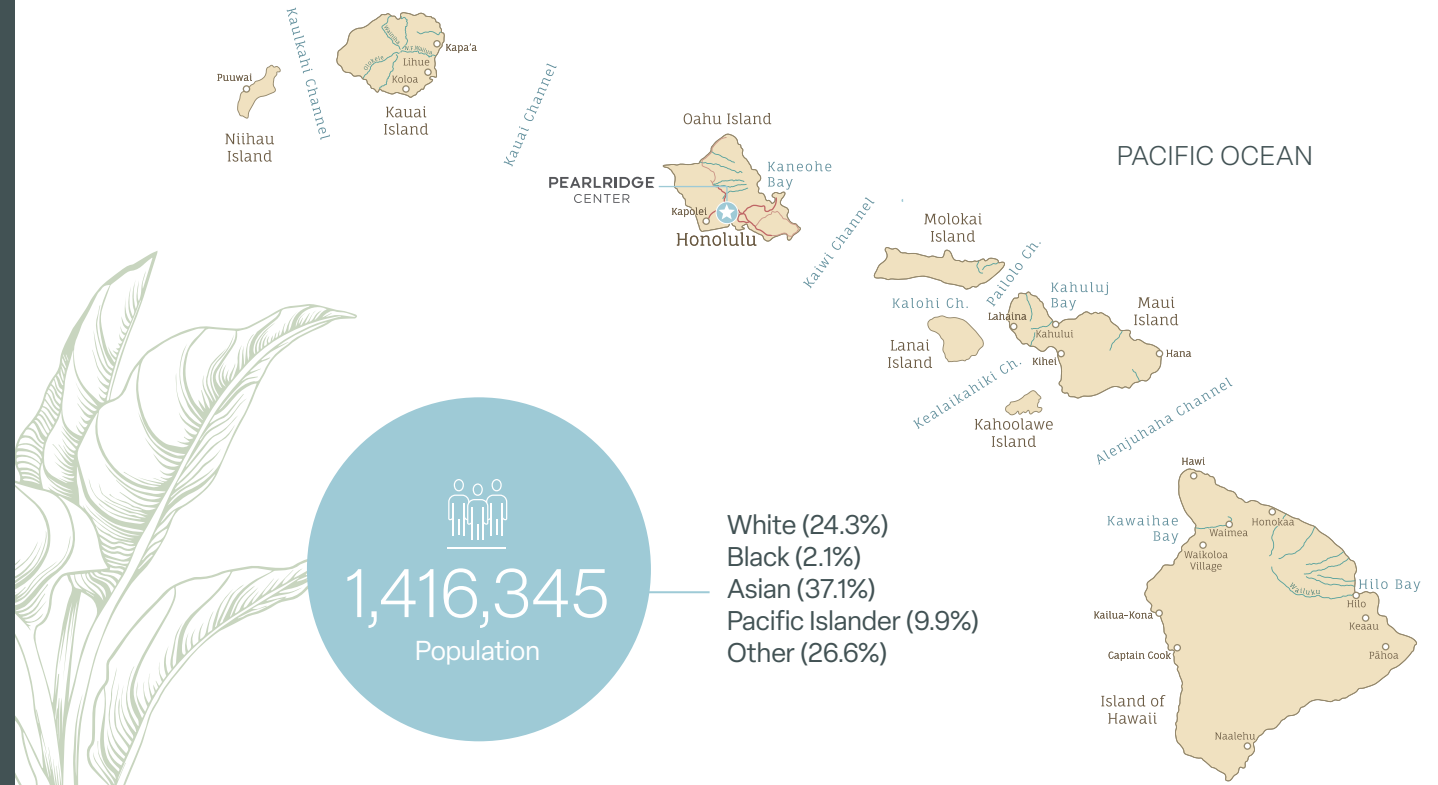 Kaulkahi Channel
Kapa'a
Wainiha
N F Wailua
Olokele
Lihue
Koloa
Puuwai
Kauai
Island
Niihau
Island
Kauai Channel
Oahu Island
PACIFIC OCEAN
Kaneohe
Bay
PEARLRIDGE
CENTER
Kapolei
Honolulu
Kaiwi Channel
Molokai
Island
Pailolo Ch.
Kalohi Ch.
Kahuluj
Bay
Maui
Island
Lahaina
Kahului
Lanai
Island
Kihei
Hana
Kealaikahiki Ch.
Kahoolawe
Island
Alenjuhaha Channel
Hawi
Kawaihae
Bay
Honokaa
Waimea
Waikoloa
Village
Hilo Bay
Wailuku
Hilo
Kailua-Kona
Keaau
Captain Cook
Pāhoa
Island of
Hawaii
Naalehu
1,416,345
Population
White (24.3%)
Black (2.1%)
Asian (37.1%)
Pacific Islander (9.9%)
Other (26.6%)